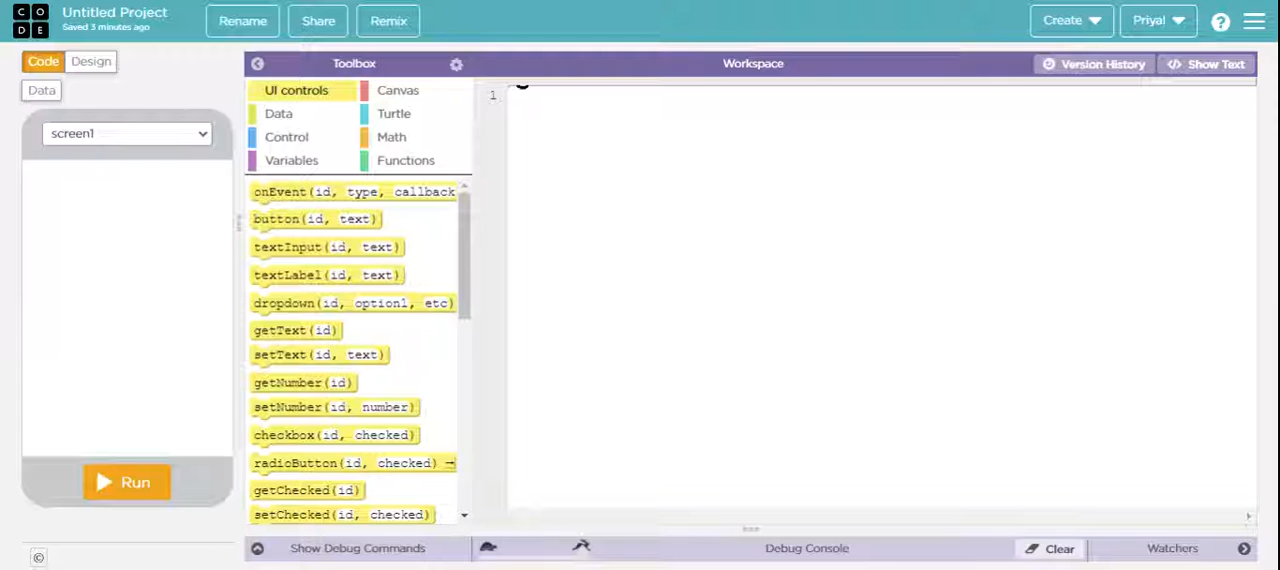 CO
DE
Untitled Project
Saved 3 minutes ago
Rename
Share
Remix
Create
Priyal
?
Code
Design
Data
Toolbox
Workspace
Version History
</> Show Text
screen1
UI controls
Canvas
Data
Turtle
Control
Math
Variables
Functions
1
onEvent(id, type, callback
button(id, text)
textInput(id, text)
textLabel(id, text)
dropdown(id, option1, etc)
getText(id)
setText(id, text)
getNumber(id)
setNumber(id, number)
checkbox(id, checked)
radioButton(id, checked)
getChecked(id)
setChecked(id, checked)
Run
©
Show Debug Commands
Debug Console
Clear
Watchers